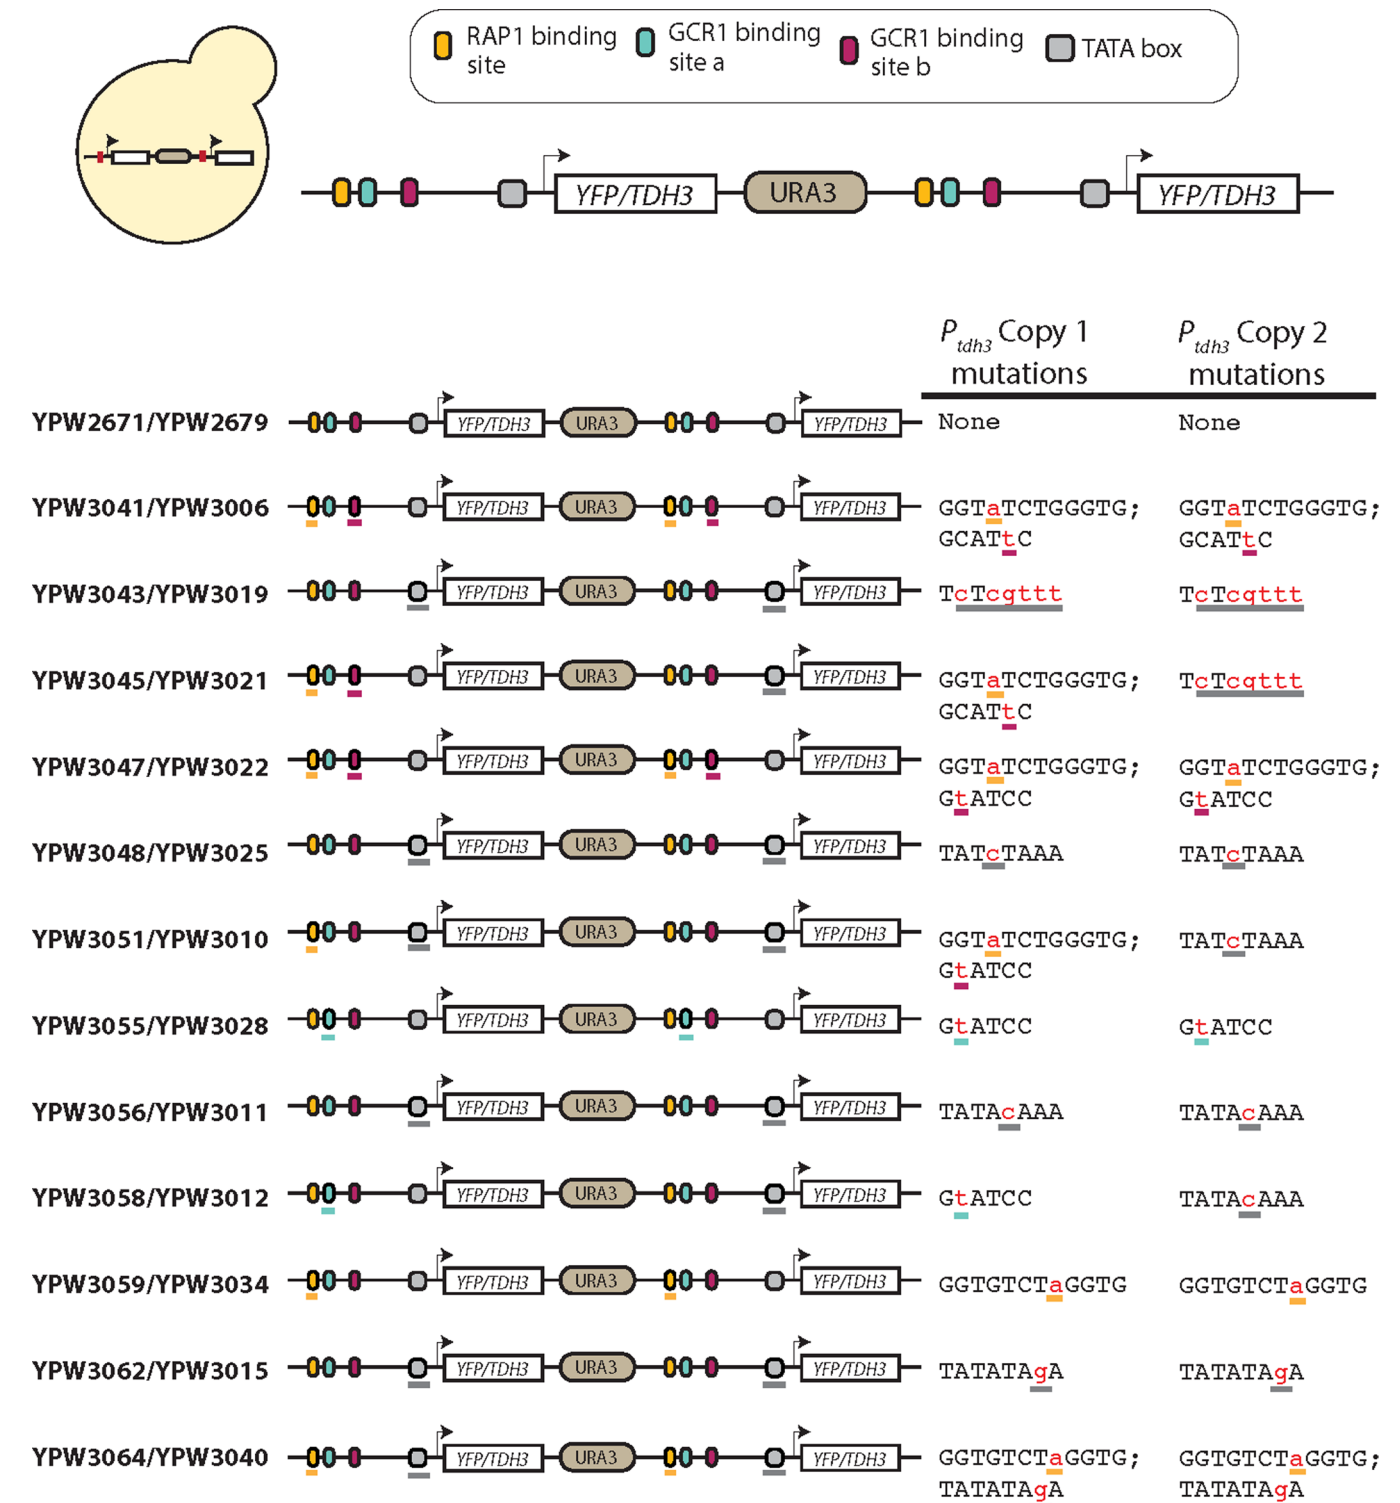 RAP1 binding site
GCR1 binding site a
GCR1 binding site b
TATA box
YFP/TDH3 URA3 YFP/TDH3
Ptdh3 Copy 1 mutations
Ptdh3 Copy 2 mutations
YPW2671/YPW2679 YFP/TDH3 URA3 YFP/TDH3 None None
YPW3041/YPW3006 YFP/TDH3 URA3 YFP/TDH3 GGTaTCTGGGTG; GGTaTCTGGGTG;
GCATtC GCATtC
YPW3043/YPW3019 YFP/TDH3 URA3 YFP/TDH3 TcTcgttt TcTcgttt
YPW3045/YPW3021 YFP/TDH3 URA3 YFP/TDH3 GGTaTCTGGGTG; TcTcgttt
GCATtC
YPW3047/YPW3022 YFP/TDH3 URA3 YFP/TDH3 GGTaTCTGGGTG; GGTaTCTGGGTG;
GtATCC GtATCC
YPW3048/YPW3025 YFP/TDH3 URA3 YFP/TDH3 TATcTAAA TATcTAAA
YPW3051/YPW3010 YFP/TDH3 URA3 YFP/TDH3 GGTaTCTGGGTG; TATcTAAA
GtATCC
YPW3055/YPW3028 YFP/TDH3 URA3 YFP/TDH3 GtATCC GtATCC
YPW3056/YPW3011 YFP/TDH3 URA3 YFP/TDH3 TATAcAAA TATAcAAA
YPW3058/YPW3012 YFP/TDH3 URA3 YFP/TDH3 GtATCC TATAcAAA
YPW3059/YPW3034 YFP/TDH3 URA3 YFP/TDH3 GGTGTCTaGGTG GGTGTCTaGGTG
YPW3062/YPW3015 YFP/TDH3 URA3 YFP/TDH3 TATATAgA TATATAgA
YPW3064/YPW3040 YFP/TDH3 URA3 YFP/TDH3 GGTGTCTaGGTG; GGTGTCTaGGTG;
TATATAgA TATATAgA